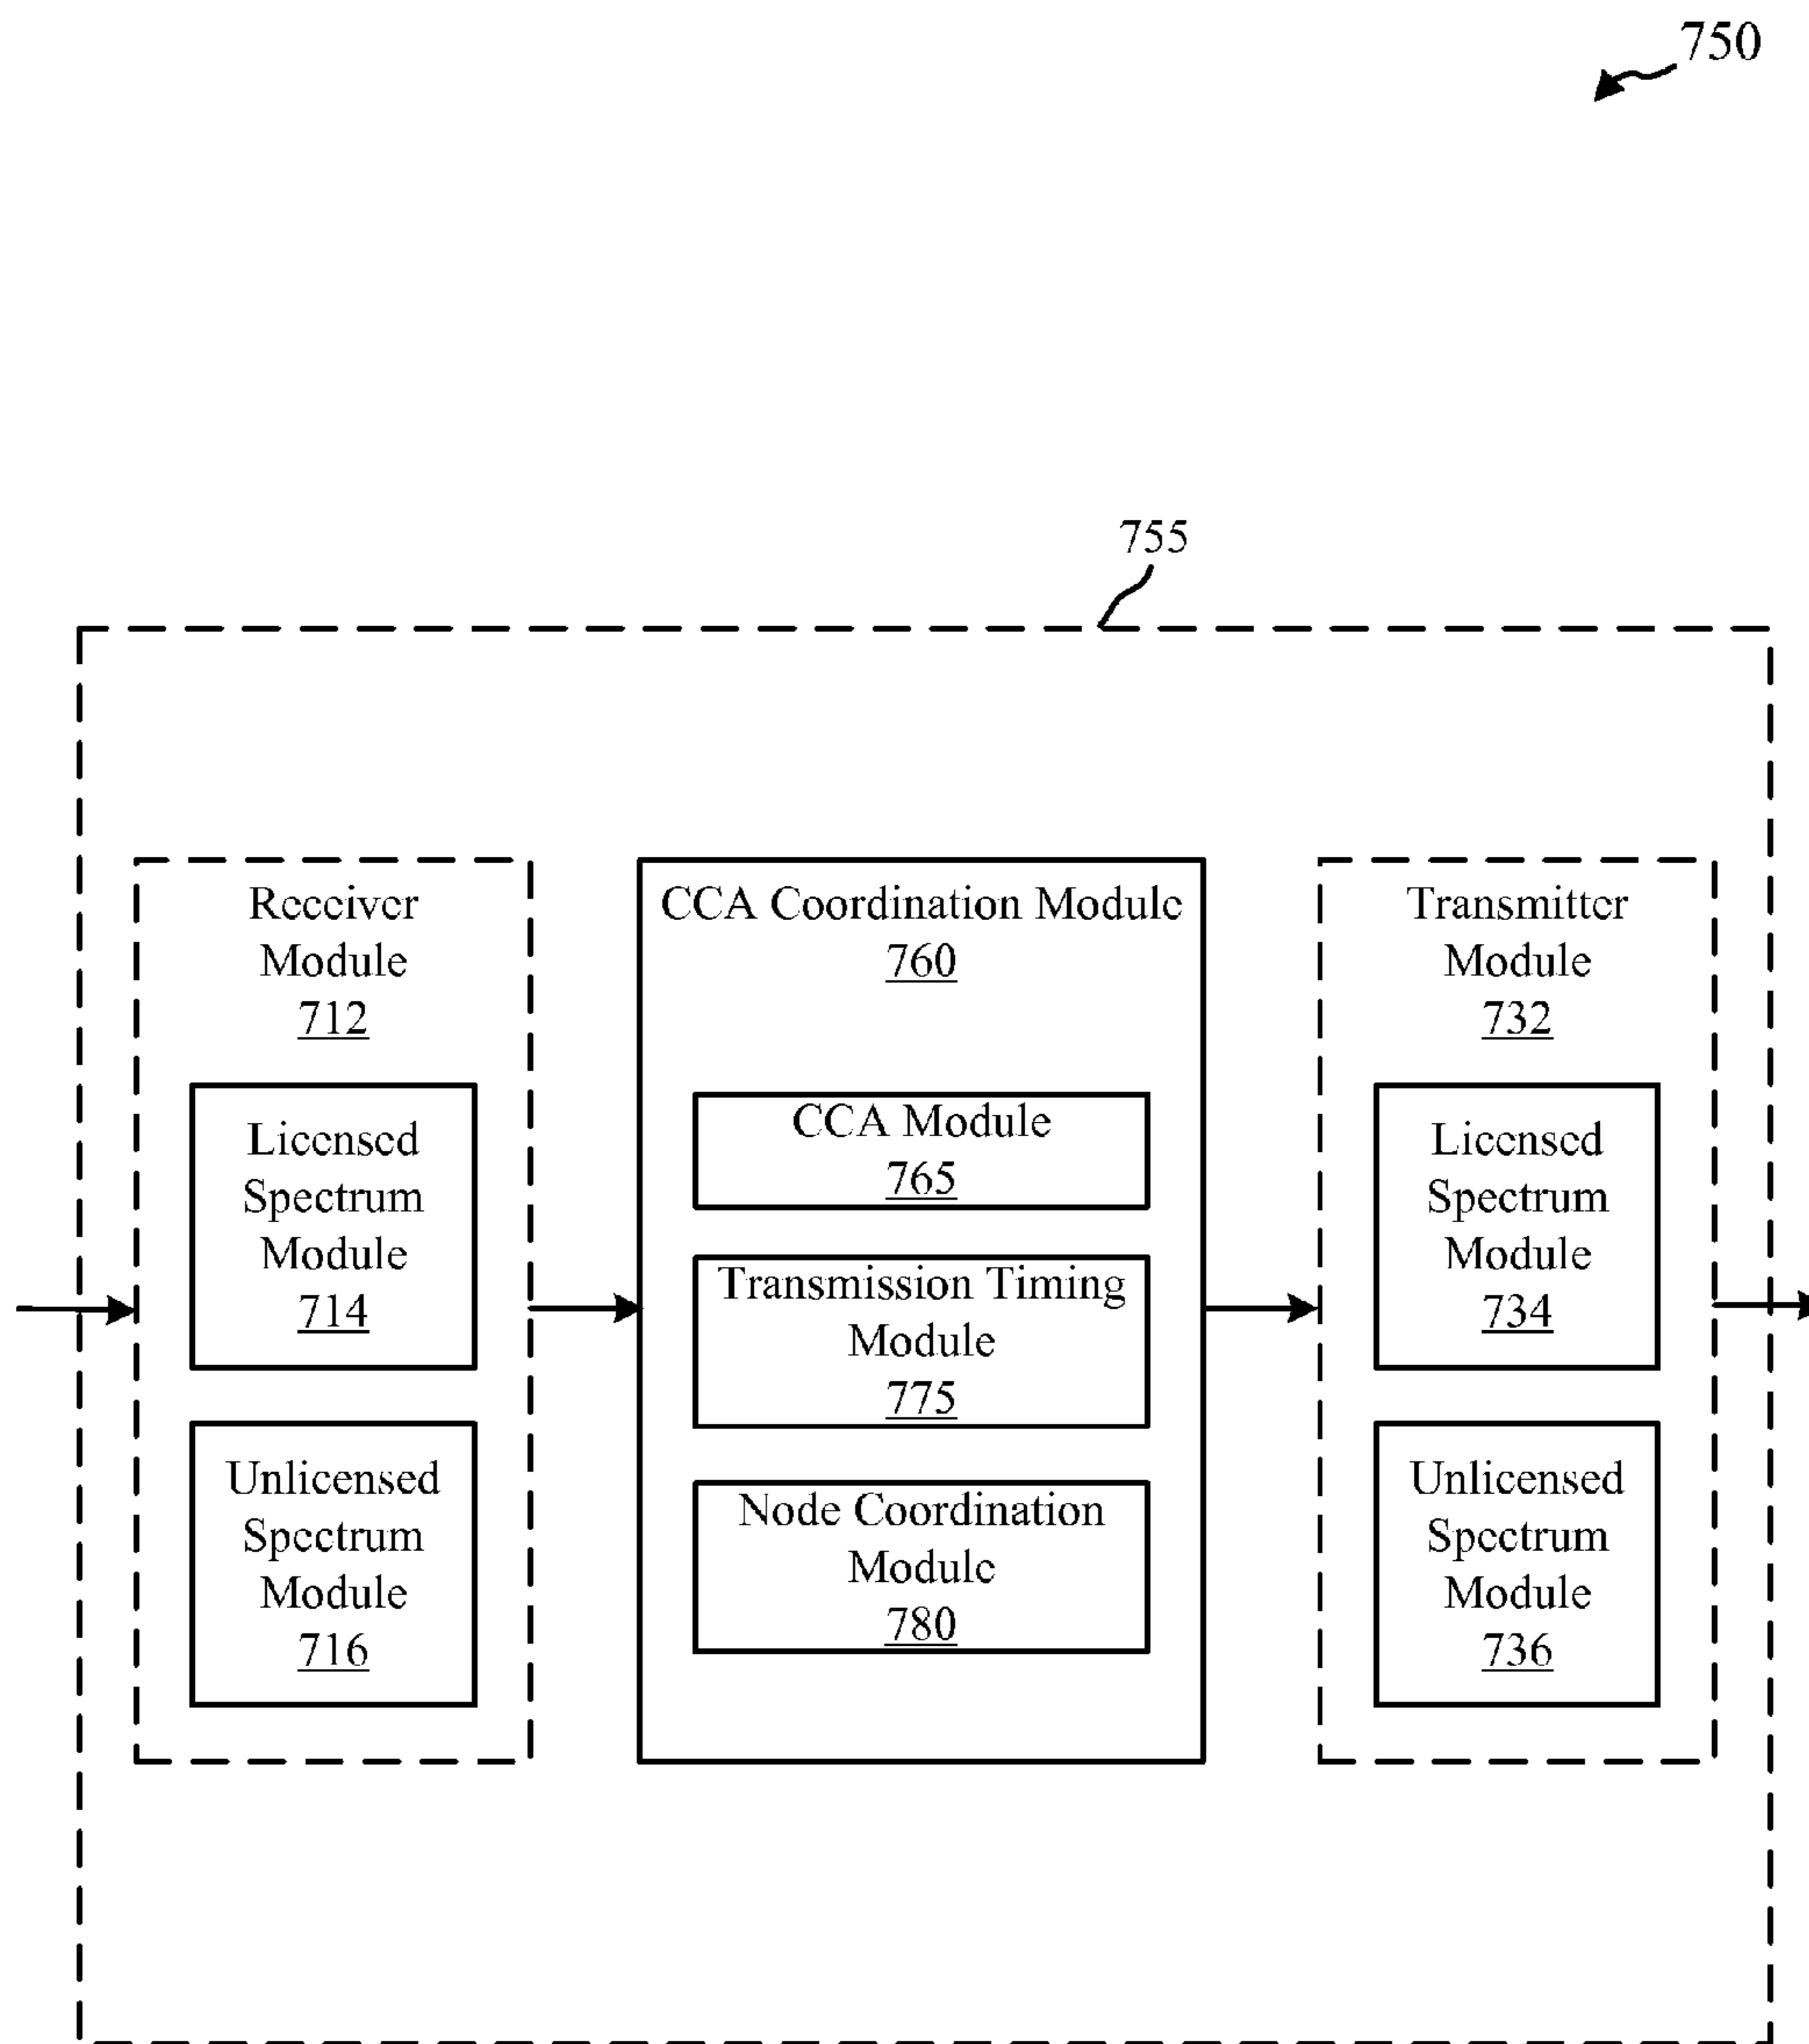 750
755
Receiver
Module
712
Licensed
Spectrum
Module
714
Unlicensed
Spectrum
Module
716
CCA Coordination Module
760
CCA Module
765
Transmission Timing
Module
775
Node Coordination
Module
780
Transmitter
Module
732
Licensed
Spectrum
Module
734
Unlicensed
Spectrum
Module
736